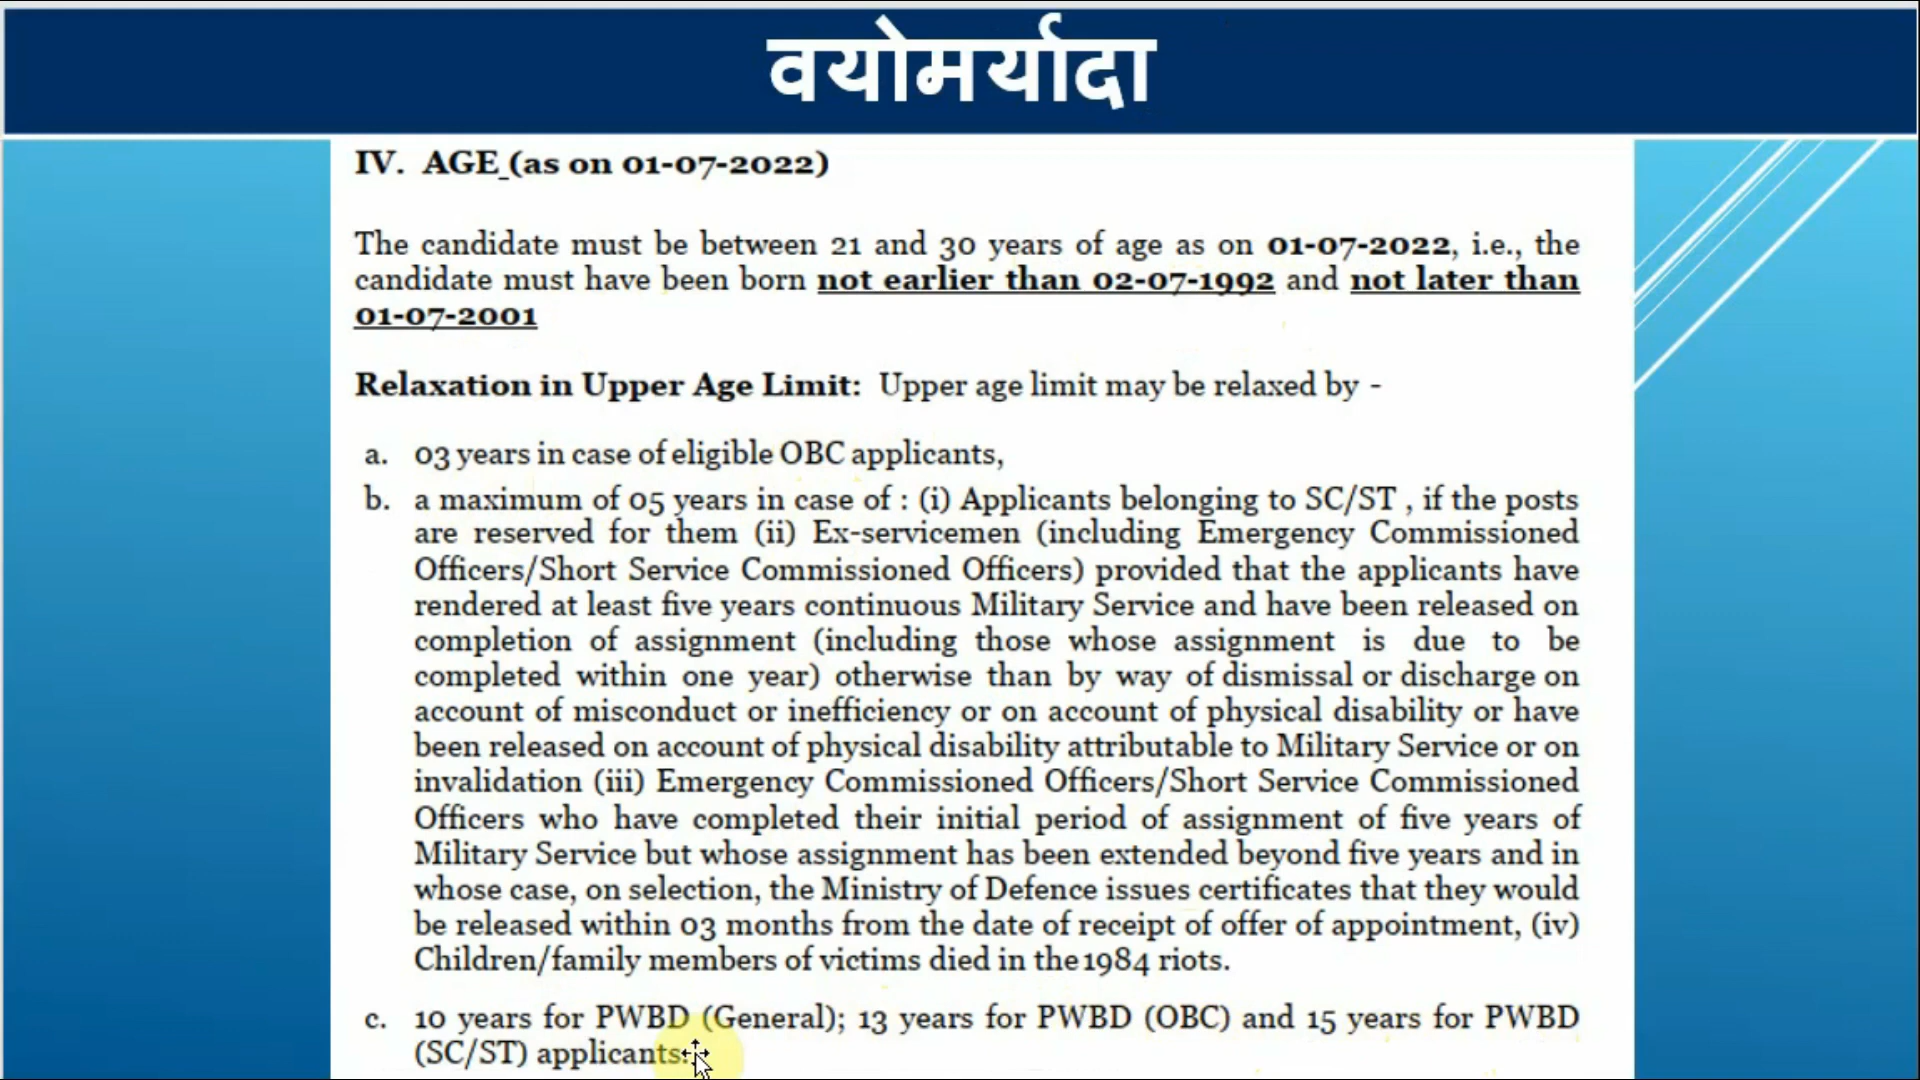 वयोमर्यादा
IV. AGE (as on 01-07-2022)
The candidate must be between 21 and 30 years of age as on 01-07-2022, i.e., the
candidate must have been born not earlier than 02-07-1992 and not later than
01-07-2001
Relaxation in Upper Age Limit: Upper age limit may be relaxed by -
a. 03 years in case of eligible OBC applicants,
b. a maximum of 05 years in case of : (i) Applicants belonging to SC/ST , if the posts
are reserved for them (ii) Ex-servicemen (including Emergency Commissioned
Officers/Short Service Commissioned Officers) provided that the applicants have
rendered at least five years continuous Military Service and have been released on
completion of assignment (including those whose assignment is due to be
completed within one year) otherwise than by way of dismissal or discharge on
account of misconduct or inefficiency or on account of physical disability or have
been released on account of physical disability attributable to Military Service or on
invalidation (iii) Emergency Commissioned Officers/Short Service Commissioned
Officers who have completed their initial period of assignment of five years of
Military Service but whose assignment has been extended beyond five years and in
whose case, on selection, the Ministry of Defence issues certificates that they would
be released within 03 months from the date of receipt of offer of appointment, (iv)
Children/family members of victims died in the 1984 riots.
c. 10 years for PWBD (General); 13 years for PWBD (OBC) and 15 years for PWBD
(SC/ST) applicants.